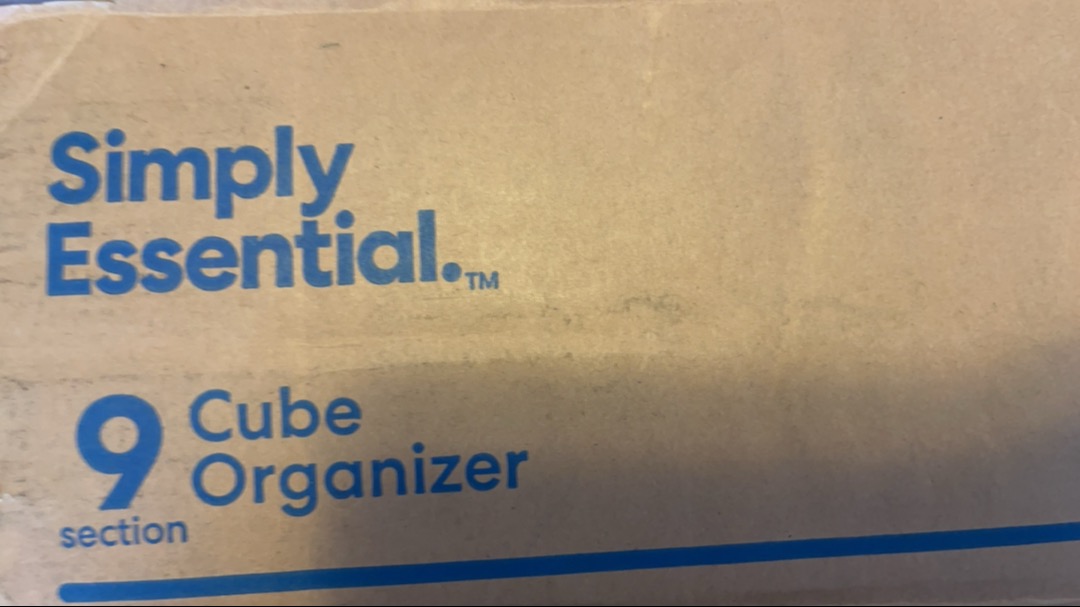 Simply
Essential.™
9 Cube
Organizer
section